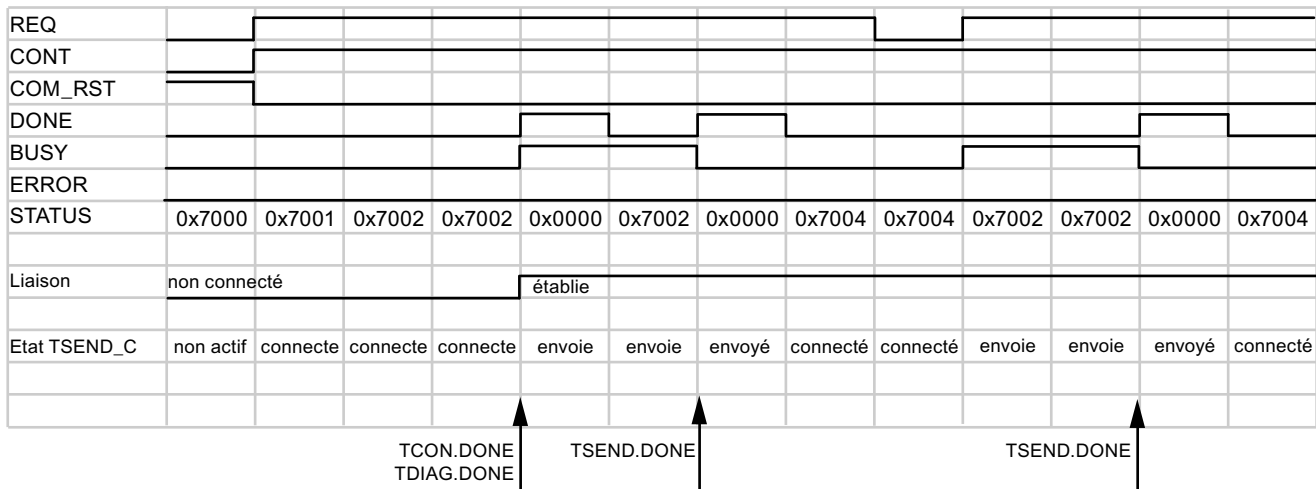 REQ
CONT
COM_RST
DONE
BUSY
ERROR
STATUS 0x7000 0x7001 0x7002 0x7002 0x0000 0x7002 0x0000 0x7004 0x7004 0x7002 0x7002 0x0000 0x7004
Liaison non connecté établie
Etat TSEND_C non actif connecte connecte connecte envoie envoie envoyé connecté connecté envoie envoie envoyé connecté
TCON.DONE TSEND.DONE TSEND.DONE
TDIAG.DONE